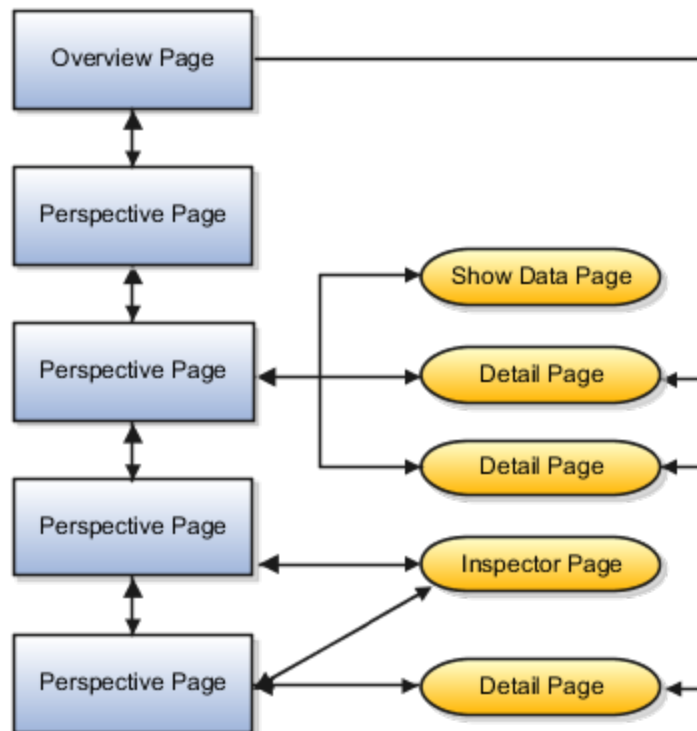 Overview Page
Perspective Page
Show Data Page
Perspective Page
Detail Page
Detail Page
Perspective Page
Inspector Page
Perspective Page
Detail Page